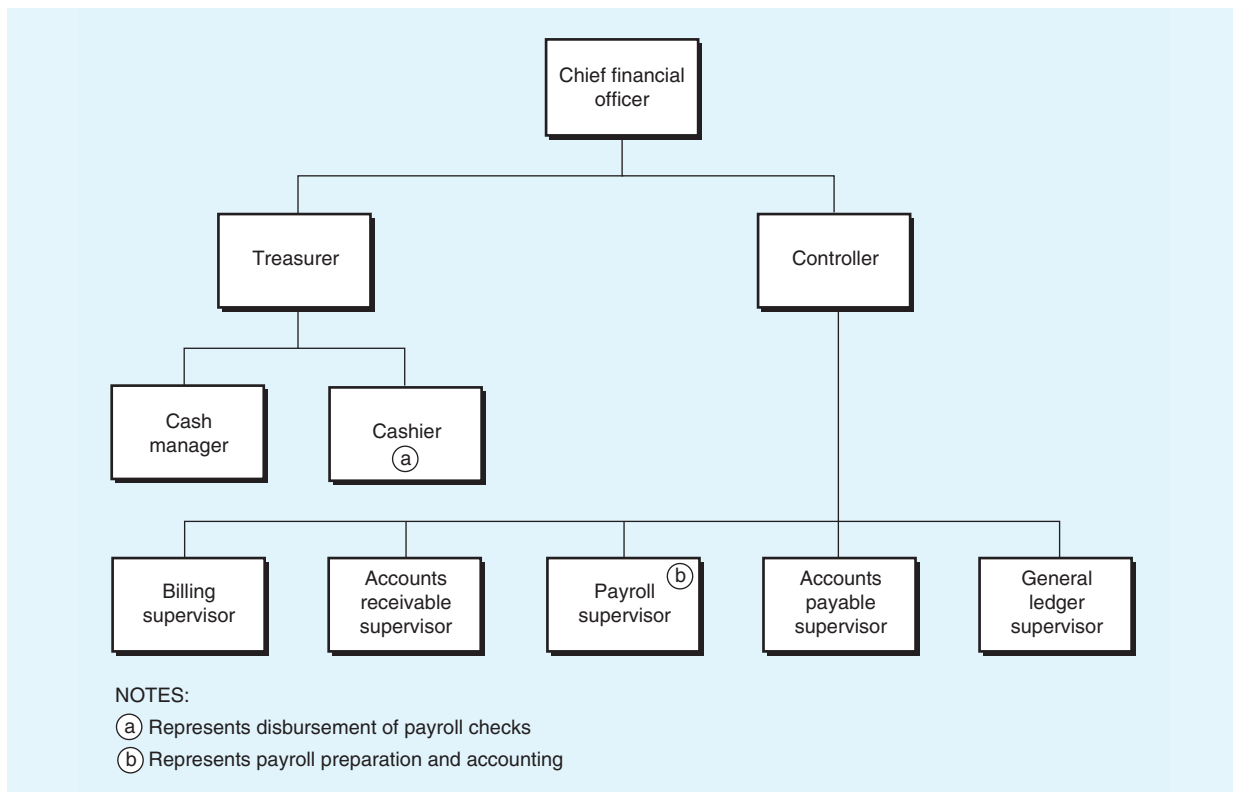 Chief financial
officer
Treasurer
Controller
Cash
manager
Cashier
a
Billing
supervisor
Accounts
receivable
supervisor
Payroll
supervisor
b
Accounts
payable
supervisor
General
ledger
supervisor
NOTES:
a Represents disbursement of payroll checks
b Represents payroll preparation and accounting